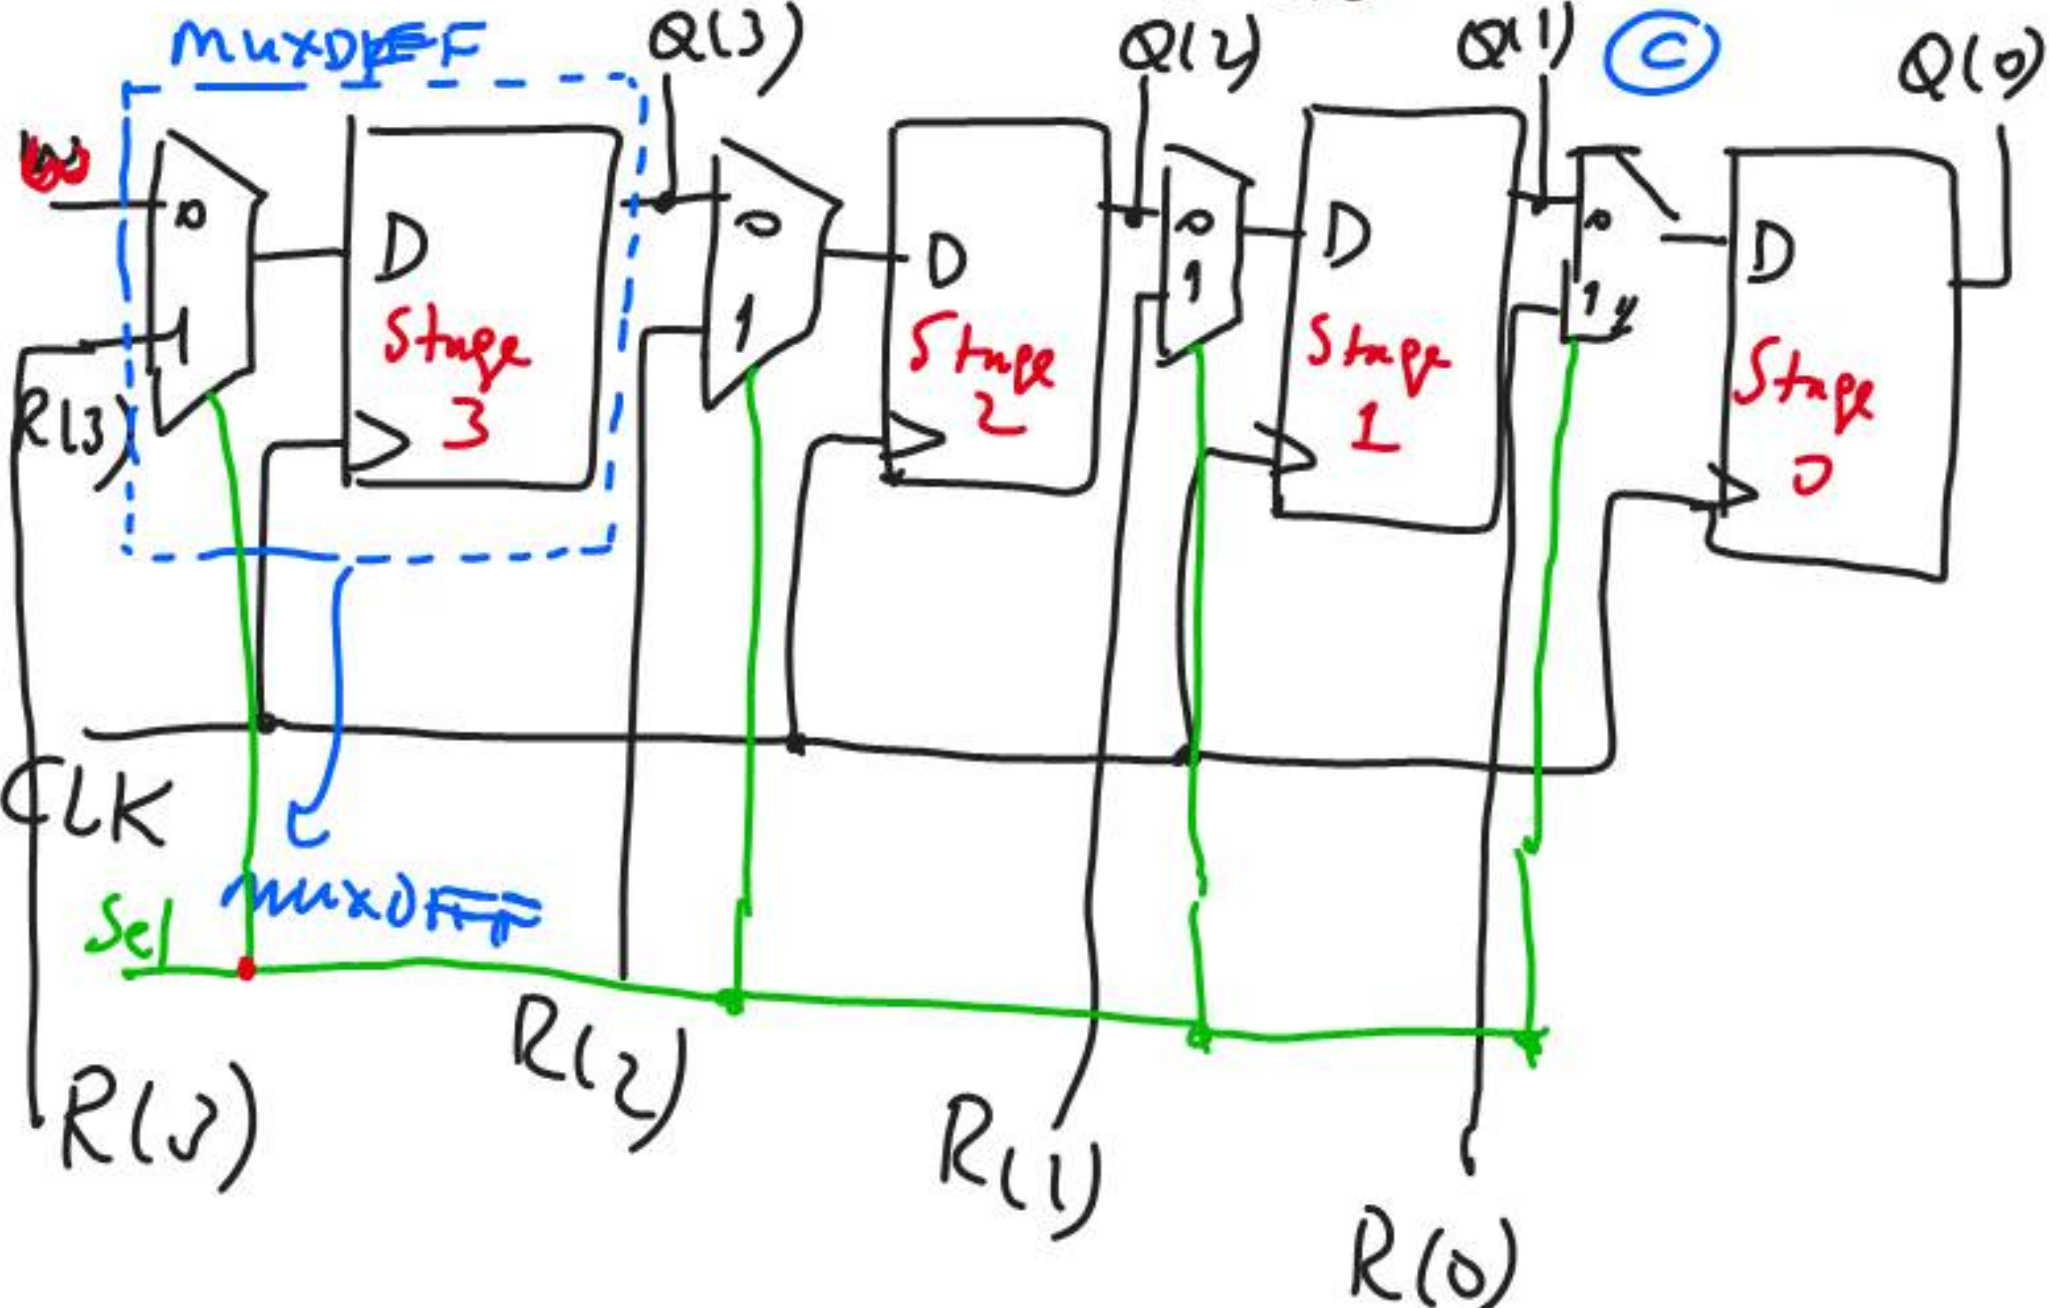 MUXDFF
Q(3)
Q(2)
Q(1)
C
Q(0)
w
0
1
D
Stage
3
R(3)
0
1
D
Stage
2
0
1
D
Stage
1
0
1
D
Stage
0
CLK
Sel
MUXDFF
R(3)
R(2)
R(1)
R(0)